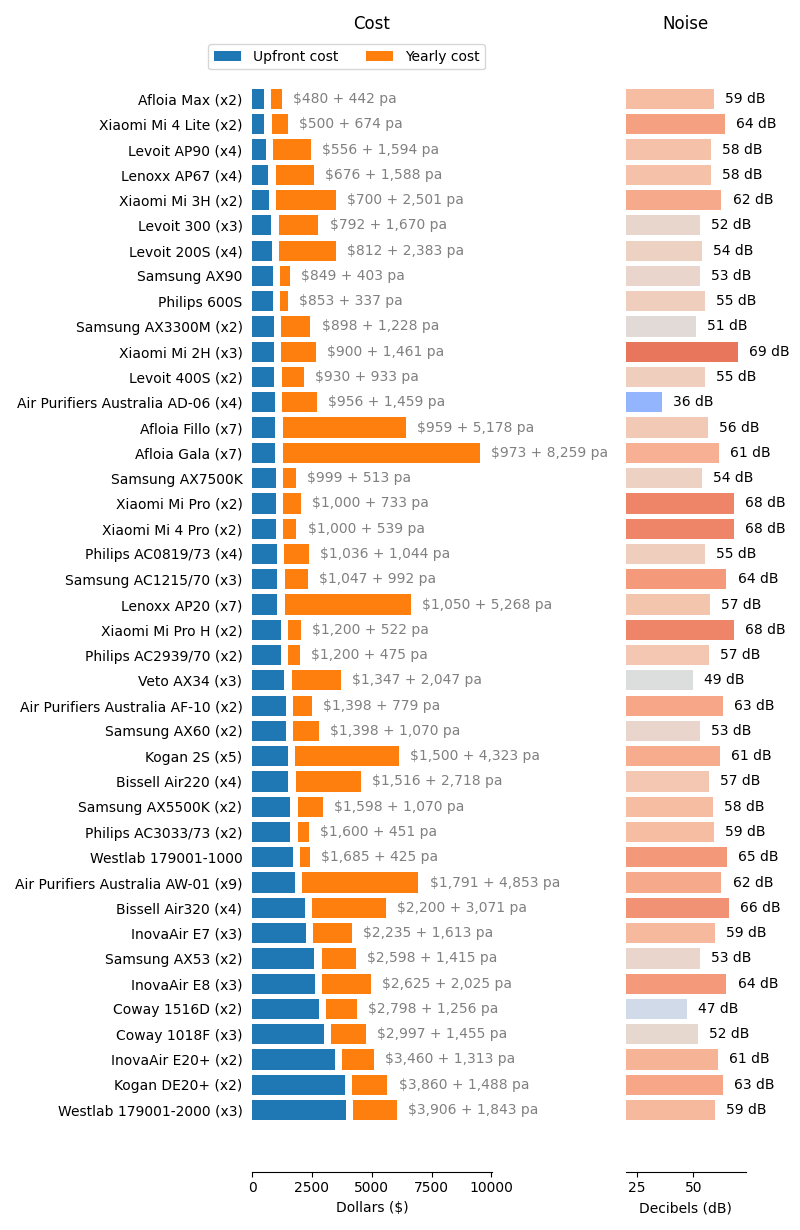 Cost Noise
Upfront cost Yearly cost
Afloia Max (x2) $480 + 442 pa 59 dB
Xiaomi Mi 4 Lite (x2) $500 + 674 pa 64 dB
Levoit AP90 (x4) $556 + 1,594 pa 58 dB
Lenoxx AP67 (x4) $676 + 1,588 pa 58 dB
Xiaomi Mi 3H (x2) $700 + 2,501 pa 62 dB
Levoit 300 (x3) $792 + 1,670 pa 52 dB
Levoit 200S (x4) $812 + 2,383 pa 54 dB
Samsung AX90 $849 + 403 pa 53 dB
Philips 600S $853 + 337 pa 55 dB
Samsung AX3300M (x2) $898 + 1,228 pa 51 dB
Xiaomi Mi 2H (x3) $900 + 1,461 pa 69 dB
Levoit 400S (x2) $930 + 933 pa 55 dB
Air Purifiers Australia AD-06 (x4) $956 + 1,459 pa 36 dB
Afloia Fillo (x7) $959 + 5,178 pa 56 dB
Afloia Gala (x7) $973 + 8,259 pa 61 dB
Samsung AX7500K $999 + 513 pa 54 dB
Xiaomi Mi Pro (x2) $1,000 + 733 pa 68 dB
Xiaomi Mi 4 Pro (x2) $1,000 + 539 pa 68 dB
Philips AC0819/73 (x4) $1,036 + 1,044 pa 55 dB
Samsung AC1215/70 (x3) $1,047 + 992 pa 64 dB
Lenoxx AP20 (x7) $1,050 + 5,268 pa 57 dB
Xiaomi Mi Pro H (x2) $1,200 + 522 pa 68 dB
Philips AC2939/70 (x2) $1,200 + 475 pa 57 dB
Veto AX34 (x3) $1,347 + 2,047 pa 49 dB
Air Purifiers Australia AF-10 (x2) $1,398 + 779 pa 63 dB
Samsung AX60 (x2) $1,398 + 1,070 pa 53 dB
Kogan 2S (x5) $1,500 + 4,323 pa 61 dB
Bissell Air220 (x4) $1,516 + 2,718 pa 57 dB
Samsung AX5500K (x2) $1,598 + 1,070 pa 58 dB
Philips AC3033/73 (x2) $1,600 + 451 pa 59 dB
Westlab 179001-1000 $1,685 + 425 pa 65 dB
Air Purifiers Australia AW-01 (x9) $1,791 + 4,853 pa 62 dB
Bissell Air320 (x4) $2,200 + 3,071 pa 66 dB
InovaAir E7 (x3) $2,235 + 1,613 pa 59 dB
Samsung AX53 (x2) $2,598 + 1,415 pa 53 dB
InovaAir E8 (x3) $2,625 + 2,025 pa 64 dB
Coway 1516D (x2) $2,798 + 1,256 pa 47 dB
Coway 1018F (x3) $2,997 + 1,455 pa 52 dB
InovaAir E20+ (x2) $3,460 + 1,313 pa 61 dB
Kogan DE20+ (x2) $3,860 + 1,488 pa 63 dB
Westlab 179001-2000 (x3) $3,906 + 1,843 pa 59 dB
0 2500 5000 7500 10000 25 50
Dollars ($) Decibels (dB)